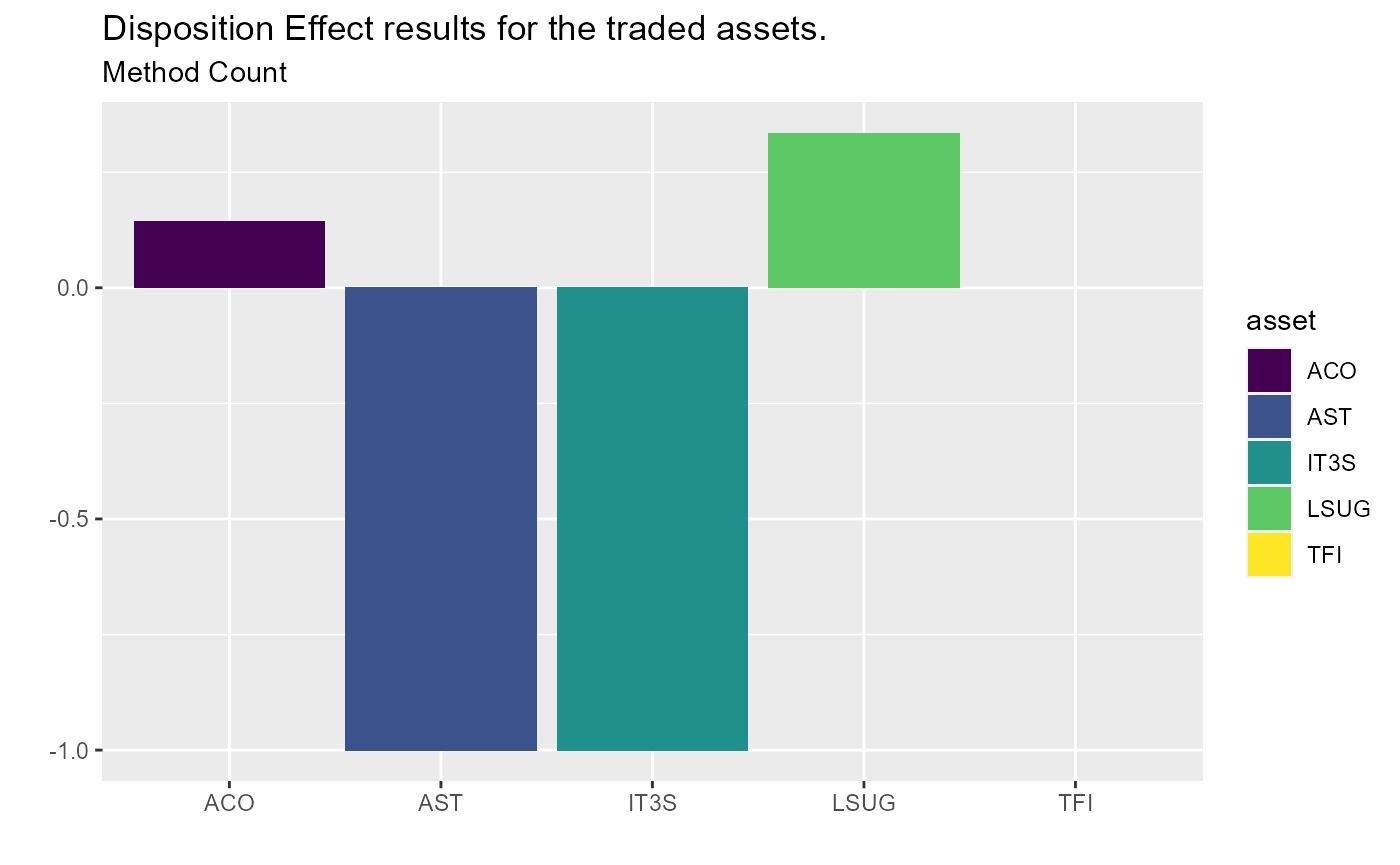 Disposition Effect results for the traded assets.
Method Count
0.0
-0.5
-1.0
ACO AST IT3S LSUG TFI
asset
ACO
AST
IT3S
LSUG
TFI